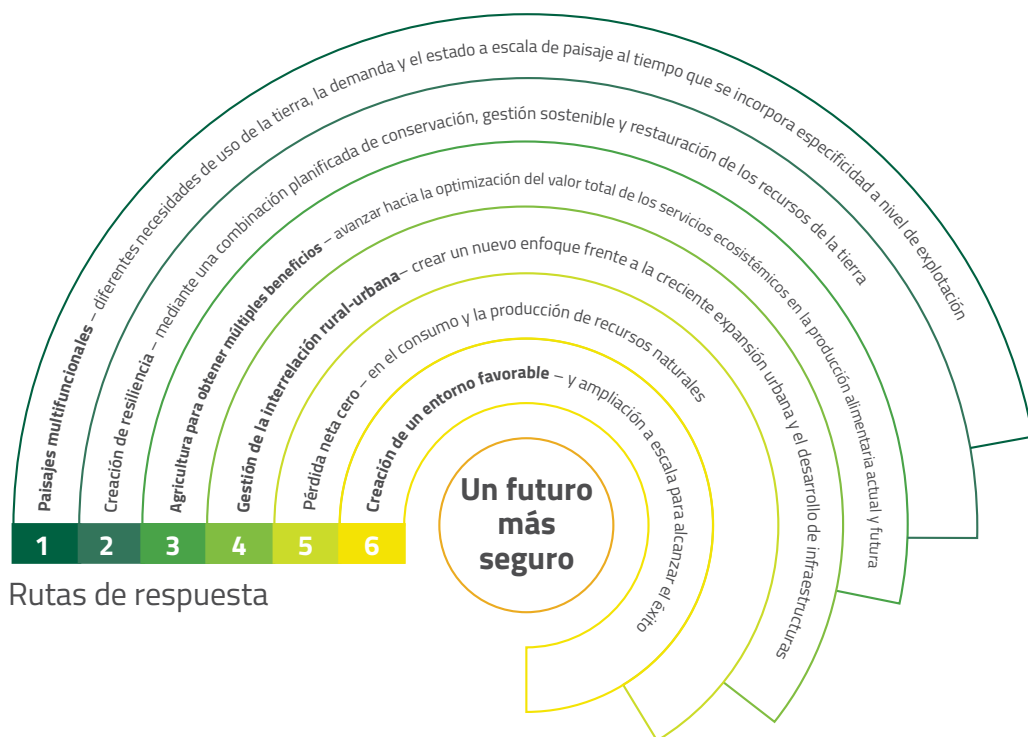 Paisajes multifuncionales – diferentes necesidades de uso de la tierra, la demanda y el estado a escala de paisaje al tiempo que se incorpora especificidad a nivel de explotación
Creación de resiliencia – mediante una combinación planificada de conservación, gestión sostenible y restauración de los recursos de la tierra
Agricultura para obtener múltiples beneficios – avanzar hacia la optimización del valor total de los servicios ecosistémicos en la producción alimentaria actual y futura
Gestión de la interrelación rural-urbana– crear un nuevo enfoque frente a la creciente expansión urbana y el desarrollo de infraestructuras
Pérdida neta cero – en el consumo y la producción de recursos naturales
Creación de un entorno favorable – y ampliación a escala para alcanzar el éxito
Un futuro
más
seguro
1 2 3 4 5 6
Rutas de respuesta